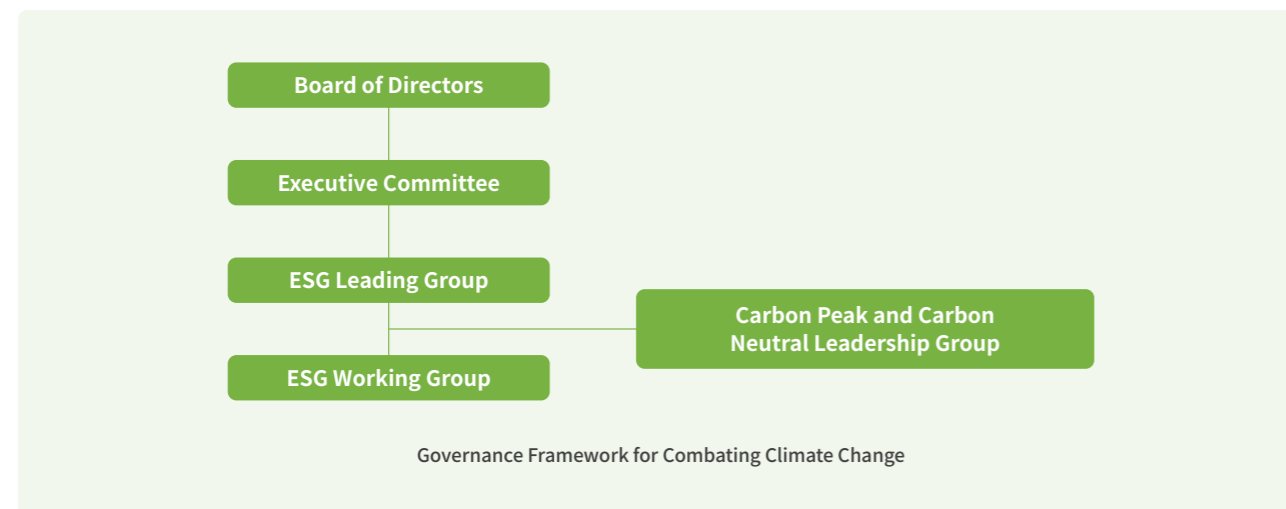 Board of Directors
Executive Committee
ESG Leading Group
Carbon Peak and Carbon
Neutral Leadership Group
ESG Working Group
Governance Framework for Combating Climate Change